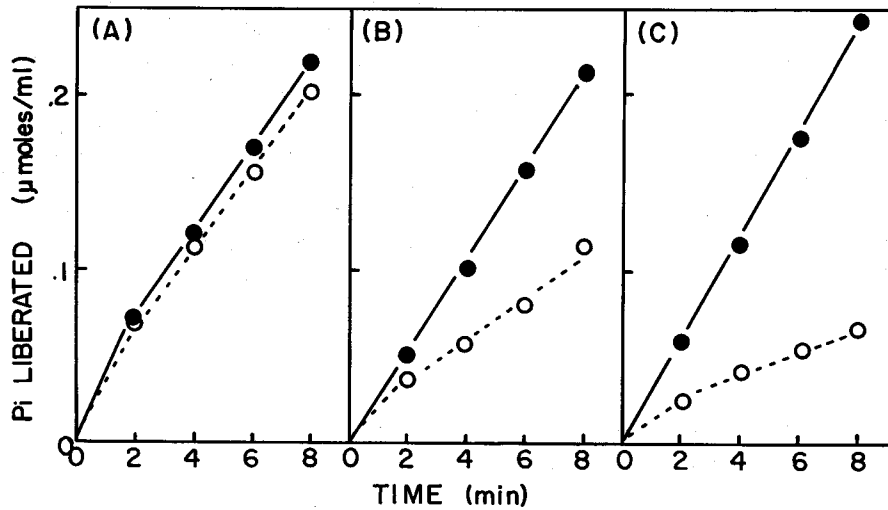 (A) (B) (C)
.2
.1
0
Pi LIBERATED (μmoles/ml)
0 2 4 6 8 0 2 4 6 8 0 2 4 6 8
TIME (min)